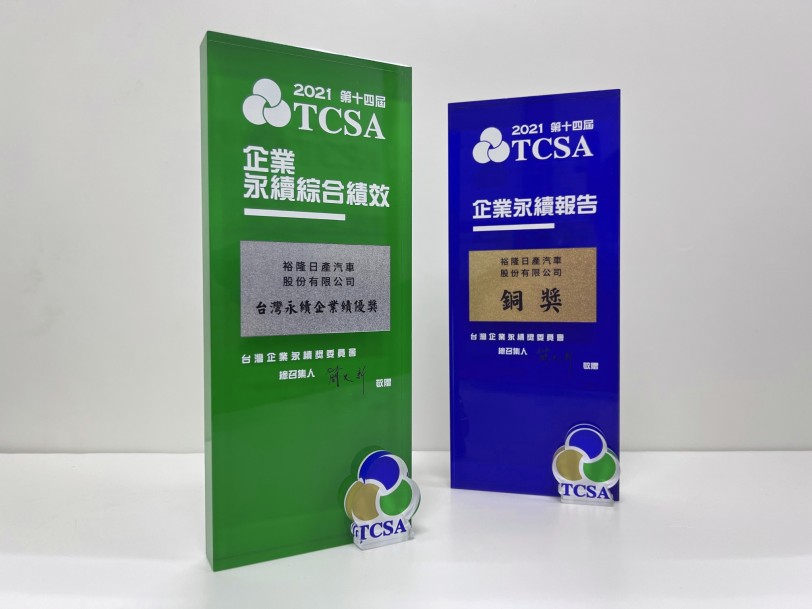 2021 第十四屆
TCSA
企業
永續綜合績效
裕隆日產汽車
股份有限公司
台灣永續企業績優獎
台灣企業永續獎委員會
總召集人
敬贈
TCSA
2021 第十四屆
TCSA
企業永續報告
裕隆日產汽車
股份有限公司
銅獎
台灣企業永續獎委員會
總召集人
敬贈
TCSA